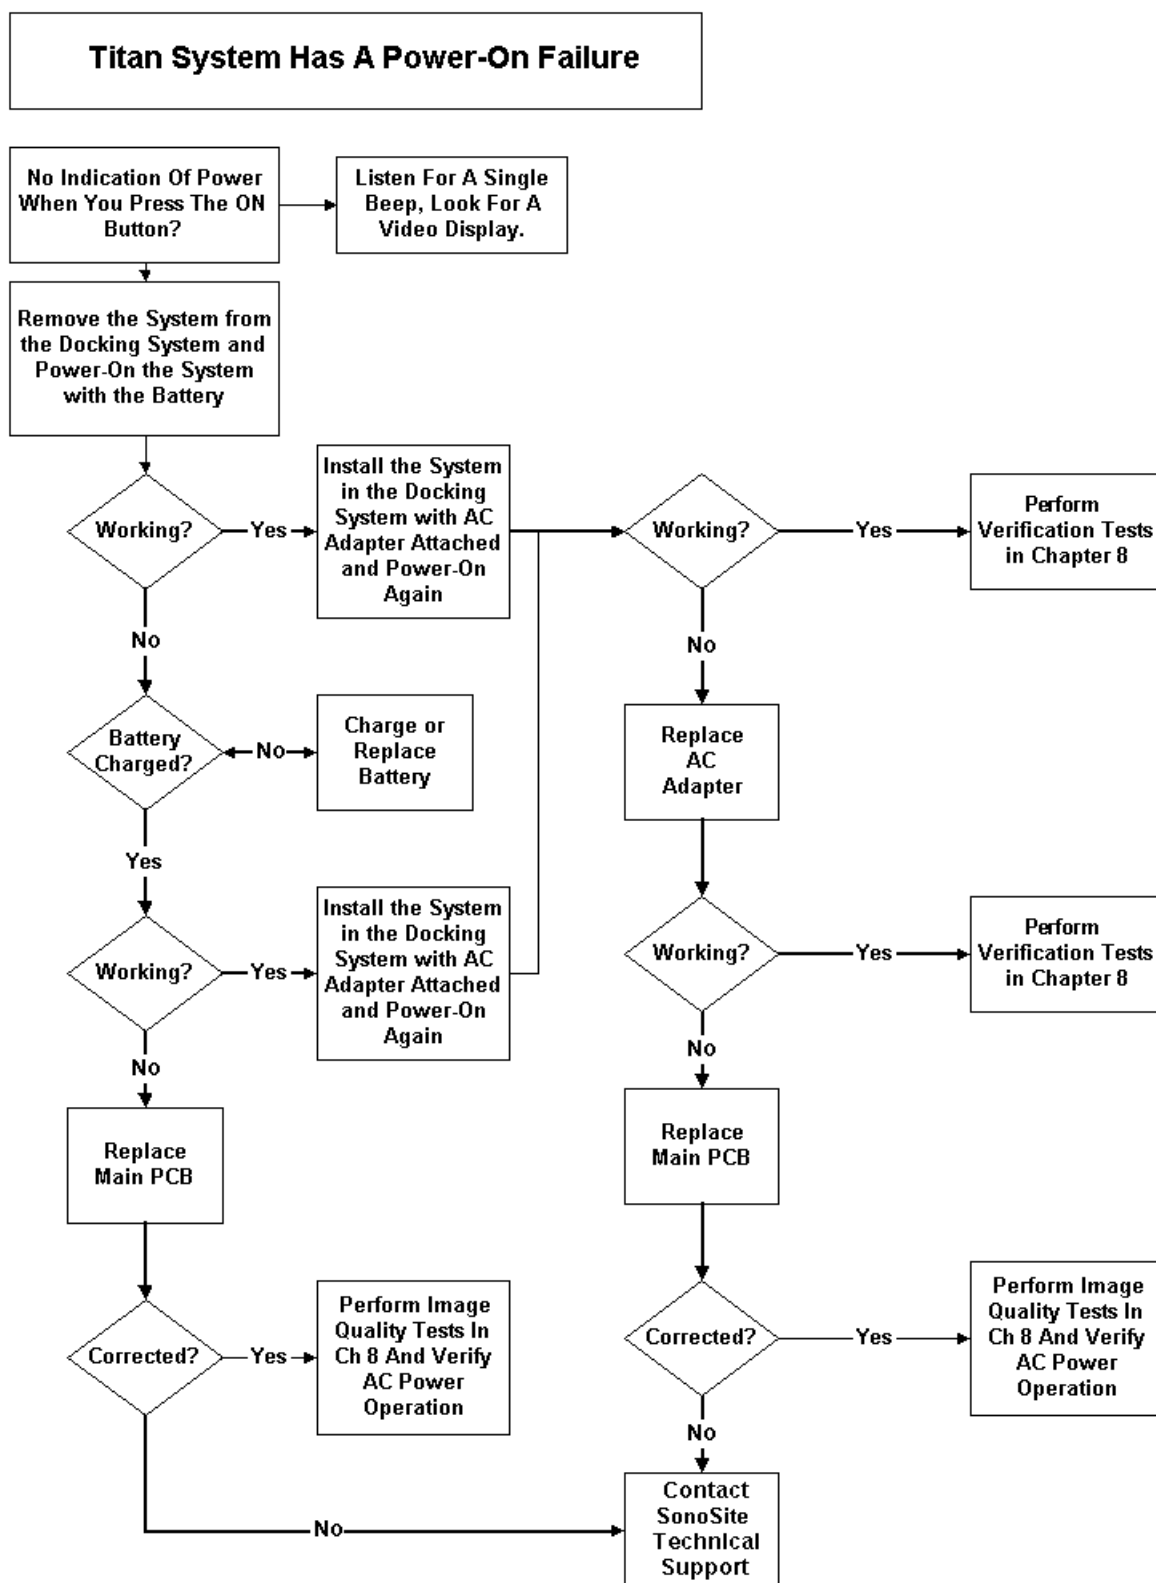 Titan System Has A Power-On Failure
No Indication Of Power
When You Press The ON
Button?
Listen For A Single
Beep, Look For A
Video Display.
Remove the System from
the Docking System and
Power-On the System
with the Battery
Working?
Yes
Install the System
in the Docking
System with AC
Adapter Attached
and Power-On
Again
Working?
Yes
Perform
Verification Tests
in Chapter 8
No
No
Battery
Charged?
No
Charge or
Replace
Battery
Replace
AC
Adapter
Yes
Working?
Yes
Install the System
in the Docking
System with AC
Adapter Attached
and Power-On
Again
Working?
Yes
Perform
Verification Tests
in Chapter 8
No
No
Replace
Main PCB
Replace
Main PCB
Corrected?
Yes
Perform Image
Quality Tests In
Ch 8 And Verify
AC Power
Operation
Corrected?
Yes
Perform Image
Quality Tests In
Ch 8 And Verify
AC Power
Operation
No
No
Contact
SonoSite
Technical
Support